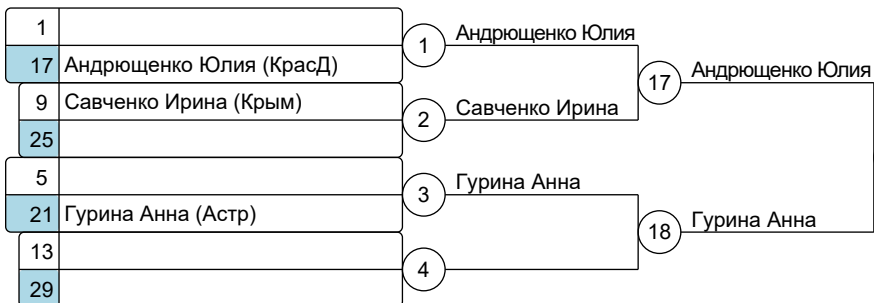 1
17 Андрющенко Юлия (КрасД)
1 Андрющенко Юлия
9 Савченко Ирина (Крым)
25
2 Савченко Ирина
17 Андрющенко Юлия
5
21 Гурина Анна (Астр)
3 Гурина Анна
13
29
4
18 Гурина Анна